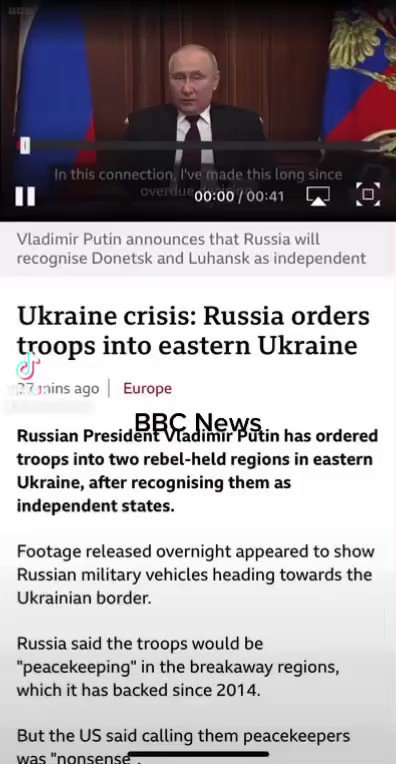 BBC
In this connection, I've made this long since
overdue
00:00 / 00:41
Vladimir Putin announces that Russia will
recognise Donetsk and Luhansk as independent
Ukraine crisis: Russia orders
troops into eastern Ukraine
mins ago | Europe
BBC News
Russian President Vladimir Putin has ordered
troops into two rebel-held regions in eastern
Ukraine, after recognising them as
independent states.
Footage released overnight appeared to show
Russian military vehicles heading towards the
Ukrainian border.
Russia said the troops would be
"peacekeeping" in the breakaway regions,
which it has backed since 2014.
But the US said calling them peacekeepers
was "nonsense".